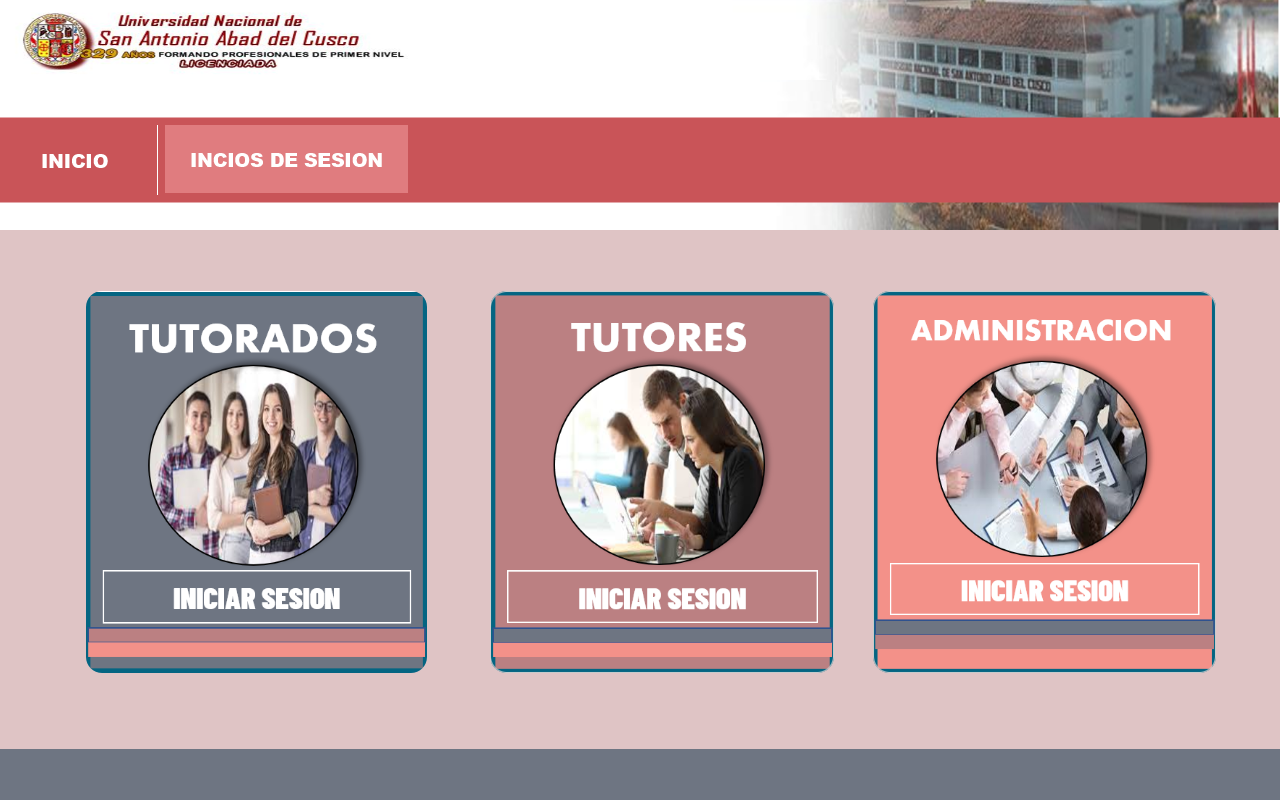 Universidad Nacional de
San Antonio Abad del Cusco
329 AÑOS FORMANDO PROFESIONALES DE PRIMER NIVEL
LICENCIADA
UNIVERSIDAD NACIONAL DE SAN ANTONIO ABAD DEL CUSCO
INICIO
INCIOS DE SESION
TUTORADOS
TUTORES
ADMINISTRACION
INICIAR SESION
INICIAR SESION
INICIAR SESION